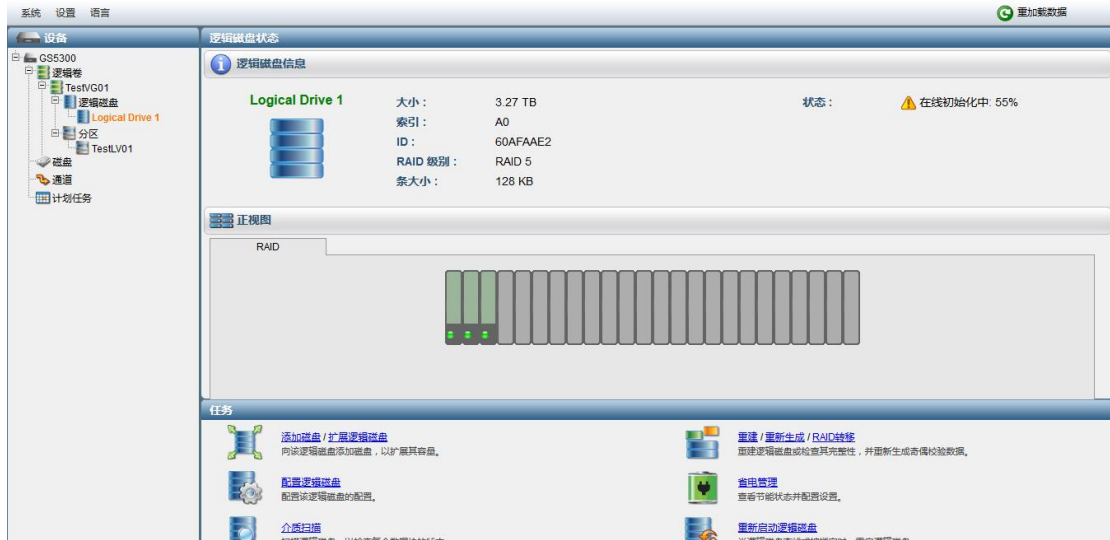 系统 设置 语言
重加载数据
设备
GS5300
逻辑卷
TestVG01
逻辑磁盘
Logical Drive 1
分区
TestLV01
磁盘
通道
计划任务
逻辑磁盘状态
逻辑磁盘信息
Logical Drive 1
大小: 3.27 TB
状态: 在线初始化中: 55%
索引: A0
ID: 60AFAAE2
RAID 级别: RAID 5
条大小: 128 KB
正视图
RAID
任务
添加磁盘 / 扩展逻辑磁盘
向该逻辑磁盘添加磁盘,以扩展其容量。
重建 / 重新生成 / RAID转移
重建逻辑磁盘或检查其完整性,并重新生成奇偶校验数据。
配置逻辑磁盘
配置该逻辑磁盘的配置。
省电管理
查看节能状态并配置设置。
介质扫描
重新启动逻辑磁盘